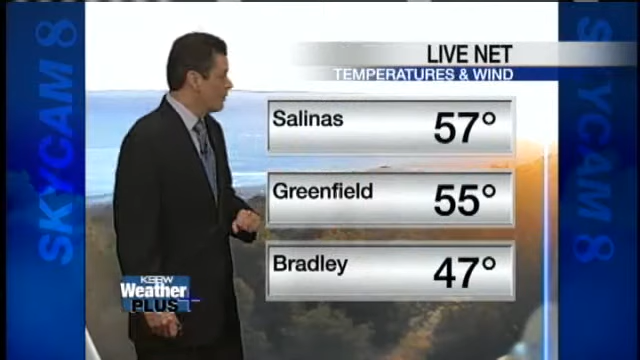 SKYCAM 8
LIVE NET
TEMPERATURES & WIND
Salinas 57°
Greenfield 55°
Bradley 47°
KSBW
Weather
PLUS
SKYCAM 8